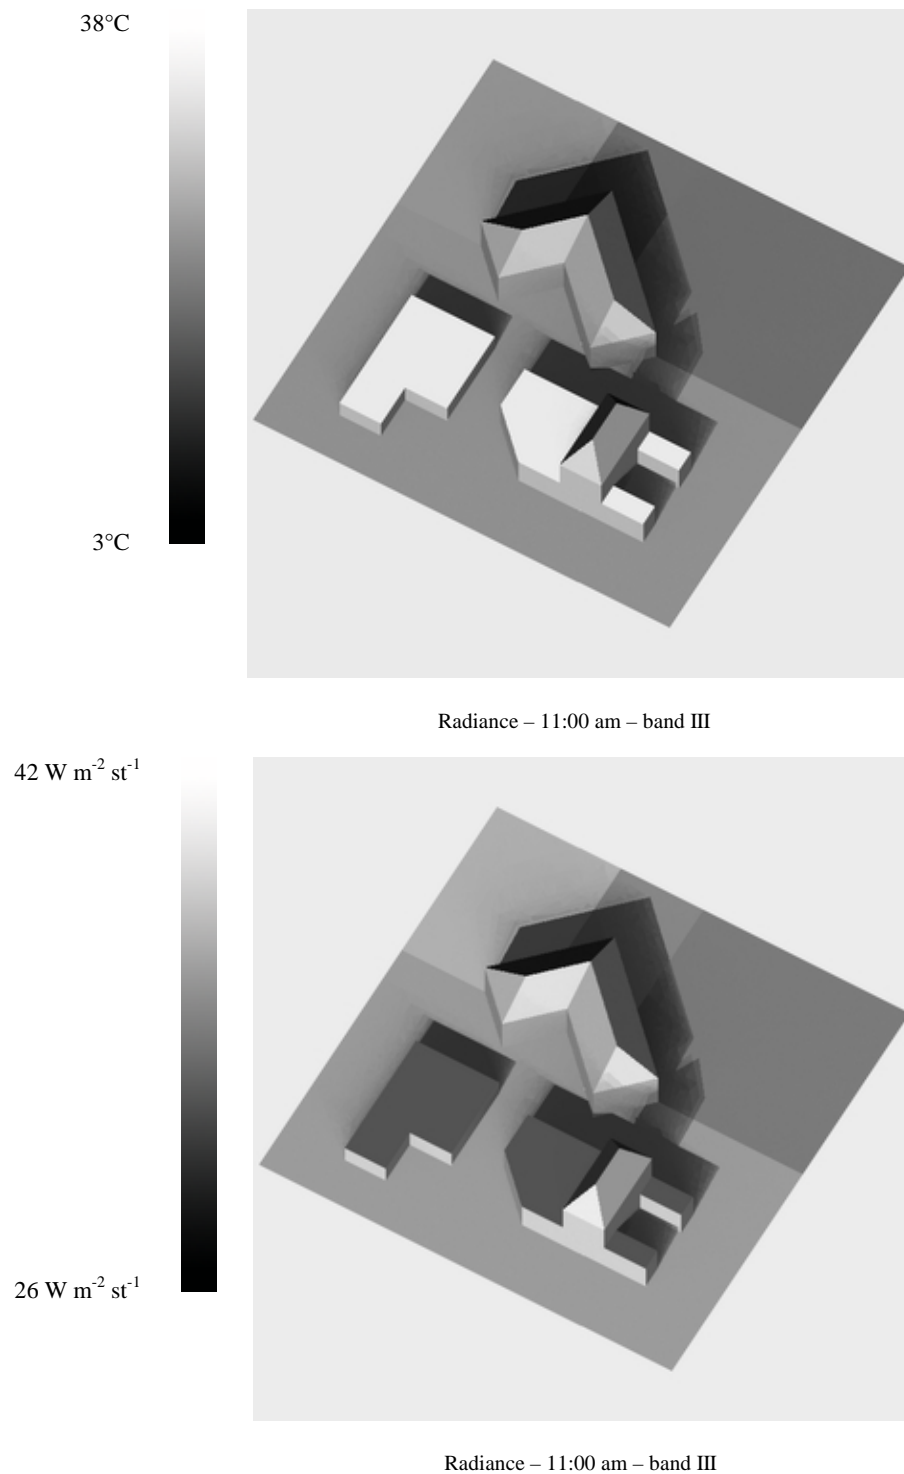 38°C
3°C
Radiance – 11:00 am – band III
42 W m⁻² st⁻¹
26 W m⁻² st⁻¹
Radiance – 11:00 am – band III